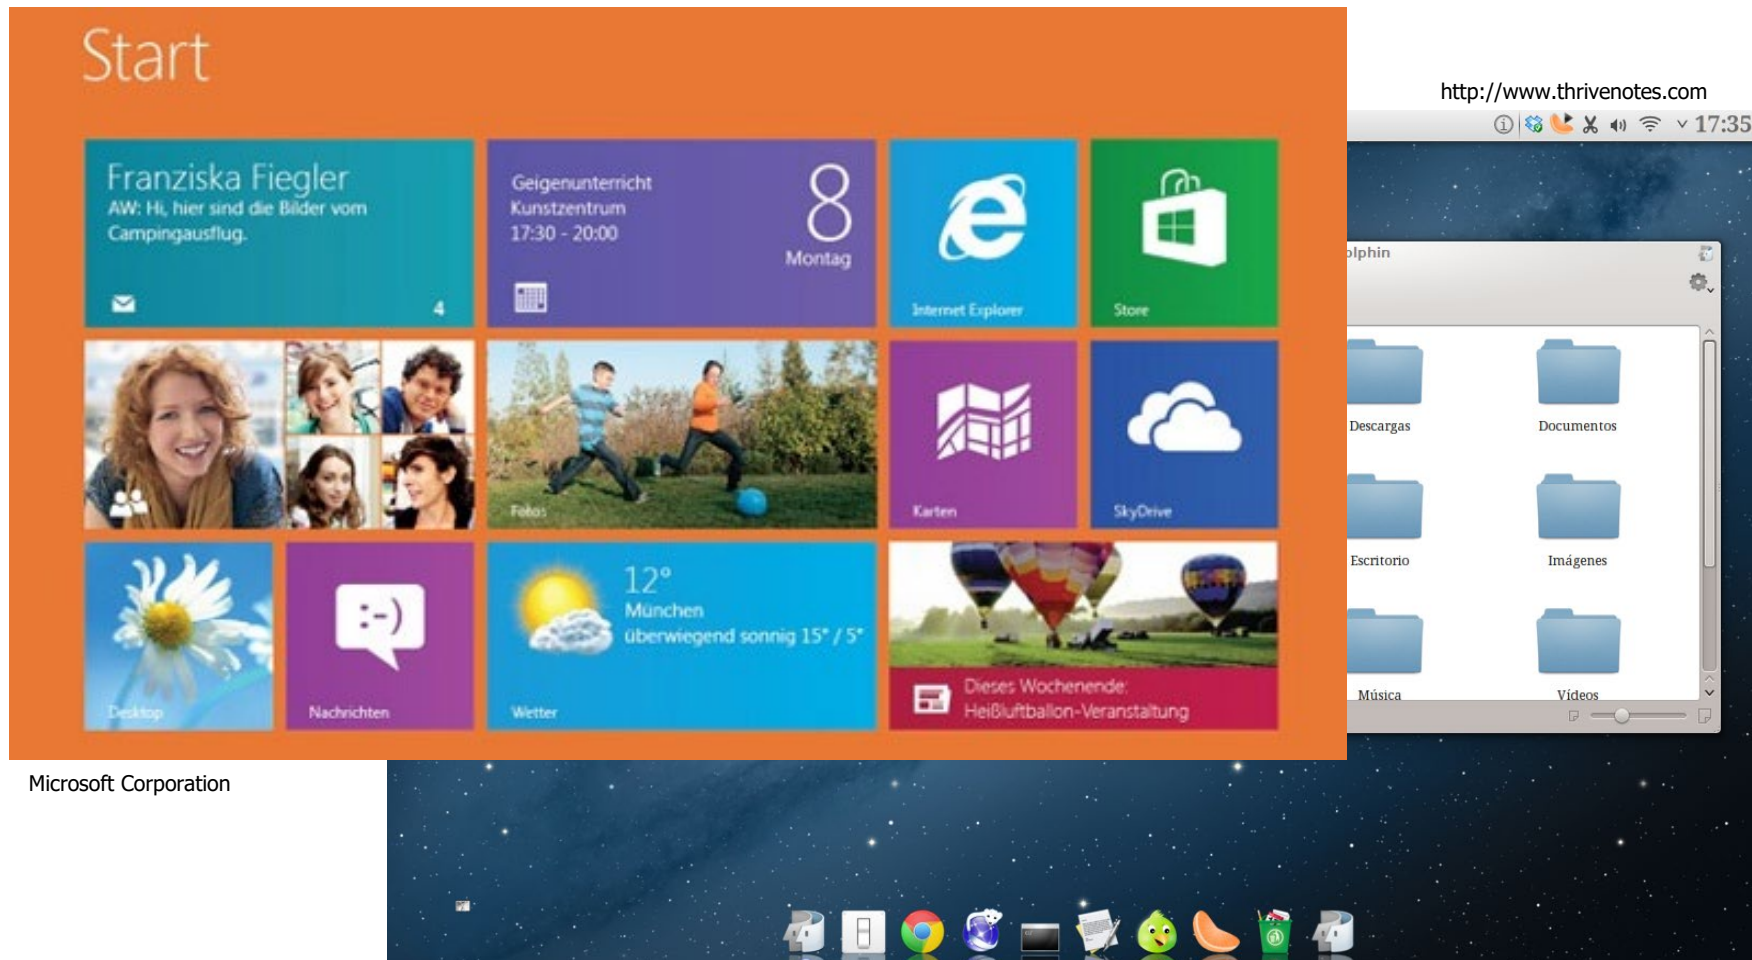 Start
http://www.thrivenotes.com
17:35
Franziska Fiegler
AW: Hi, hier sind die Bilder vom
Campingausflug.
4
Geigenunterricht
Kunstzentrum
17:30 - 20:00
8
Montag
Internet Explorer
Store
olphin
Fotos
Karten
SkyDrive
Descargas
Documentos
Escritorio
Imágenes
Desktop
:-)
Nachrichten
12°
München
überwiegend sonnig 15° / 5°
Wetter
Dieses Wochenende:
Heißluftballon-Veranstaltung
Música
Vídeos
Microsoft Corporation